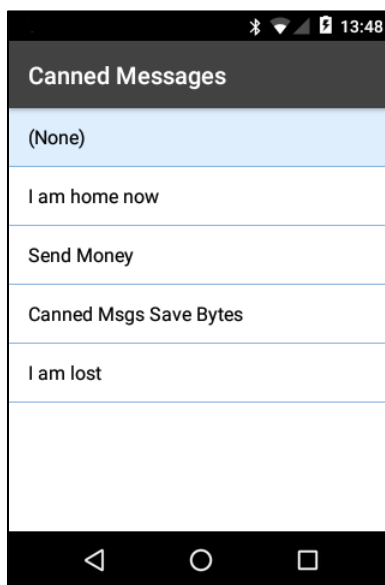 13:48
Canned Messages
(None)
I am home now
Send Money
Canned Msgs Save Bytes
I am lost